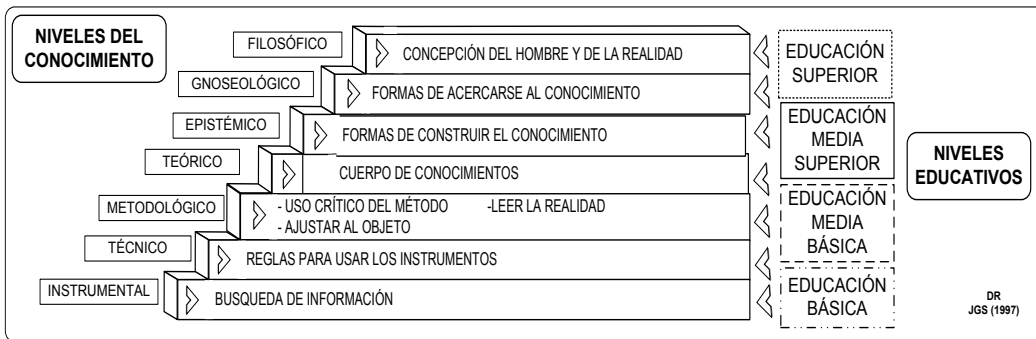 NIVELES DEL
CONOCIMIENTO
FILOSÓFICO
CONCEPCIÓN DEL HOMBRE Y DE LA REALIDAD
GNOSEOLÓGICO
FORMAS DE ACERCARSE AL CONOCIMIENTO
EPISTÉMICO
FORMAS DE CONSTRUIR EL CONOCIMIENTO
TEÓRICO
CUERPO DE CONOCIMIENTOS
METODOLÓGICO
- USO CRÍTICO DEL MÉTODO -LEER LA REALIDAD
- AJUSTAR AL OBJETO
TÉCNICO
REGLAS PARA USAR LOS INSTRUMENTOS
INSTRUMENTAL
BUSQUEDA DE INFORMACIÓN
EDUCACIÓN
SUPERIOR
EDUCACIÓN
MEDIA
SUPERIOR
EDUCACIÓN
MEDIA
BÁSICA
EDUCACIÓN
BÁSICA
NIVELES
EDUCATIVOS
DR
JGS (1997)